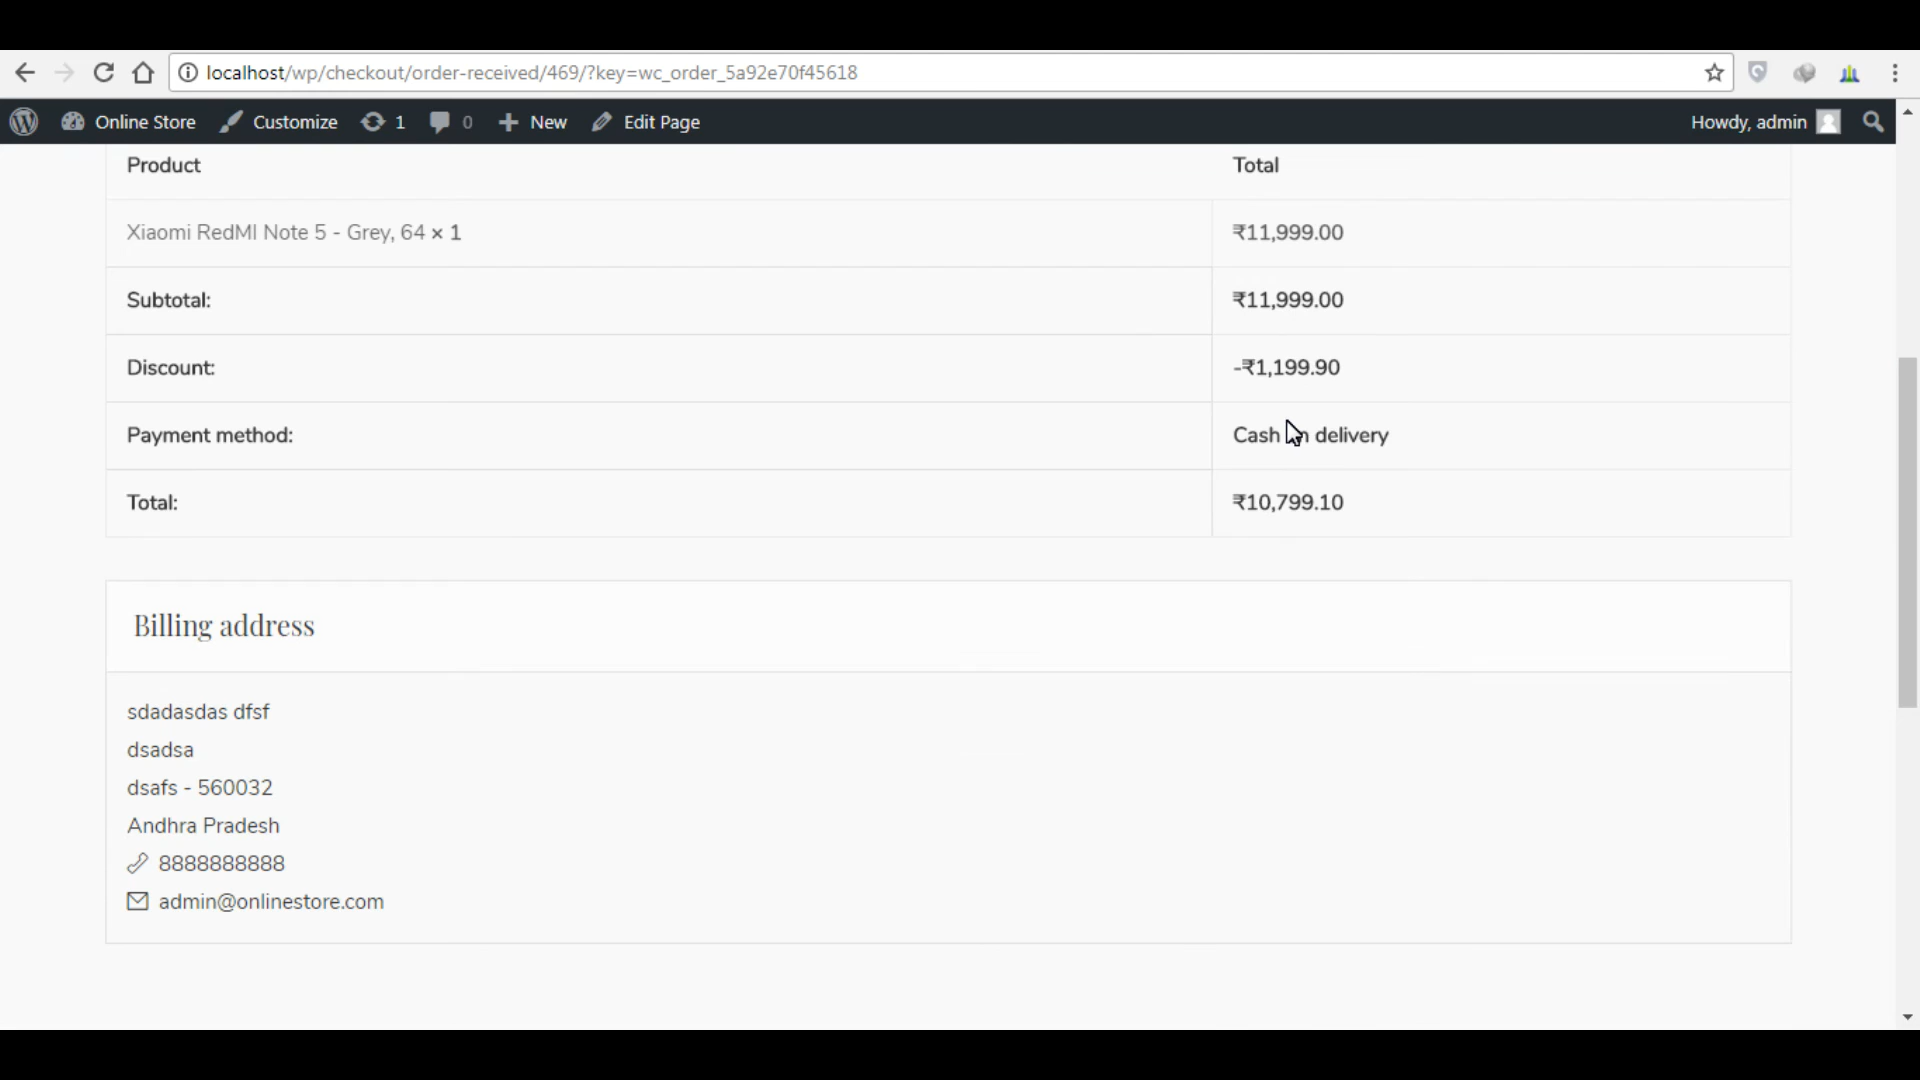 localhost/wp/checkout/order-received/469/?key=wc_order_5a92e70f45618
Online Store Customize 1 0 New Edit Page Howdy, admin
Product Total
Xiaomi RedMI Note 5 - Grey, 64 × 1 ₹11,999.00
Subtotal: ₹11,999.00
Discount: -₹1,199.90
Payment method: Cash on delivery
Total: ₹10,799.10
Billing address
sdadasdas dfsf
dsadsa
dsafs - 560032
Andhra Pradesh
8888888888
admin@onlinestore.com